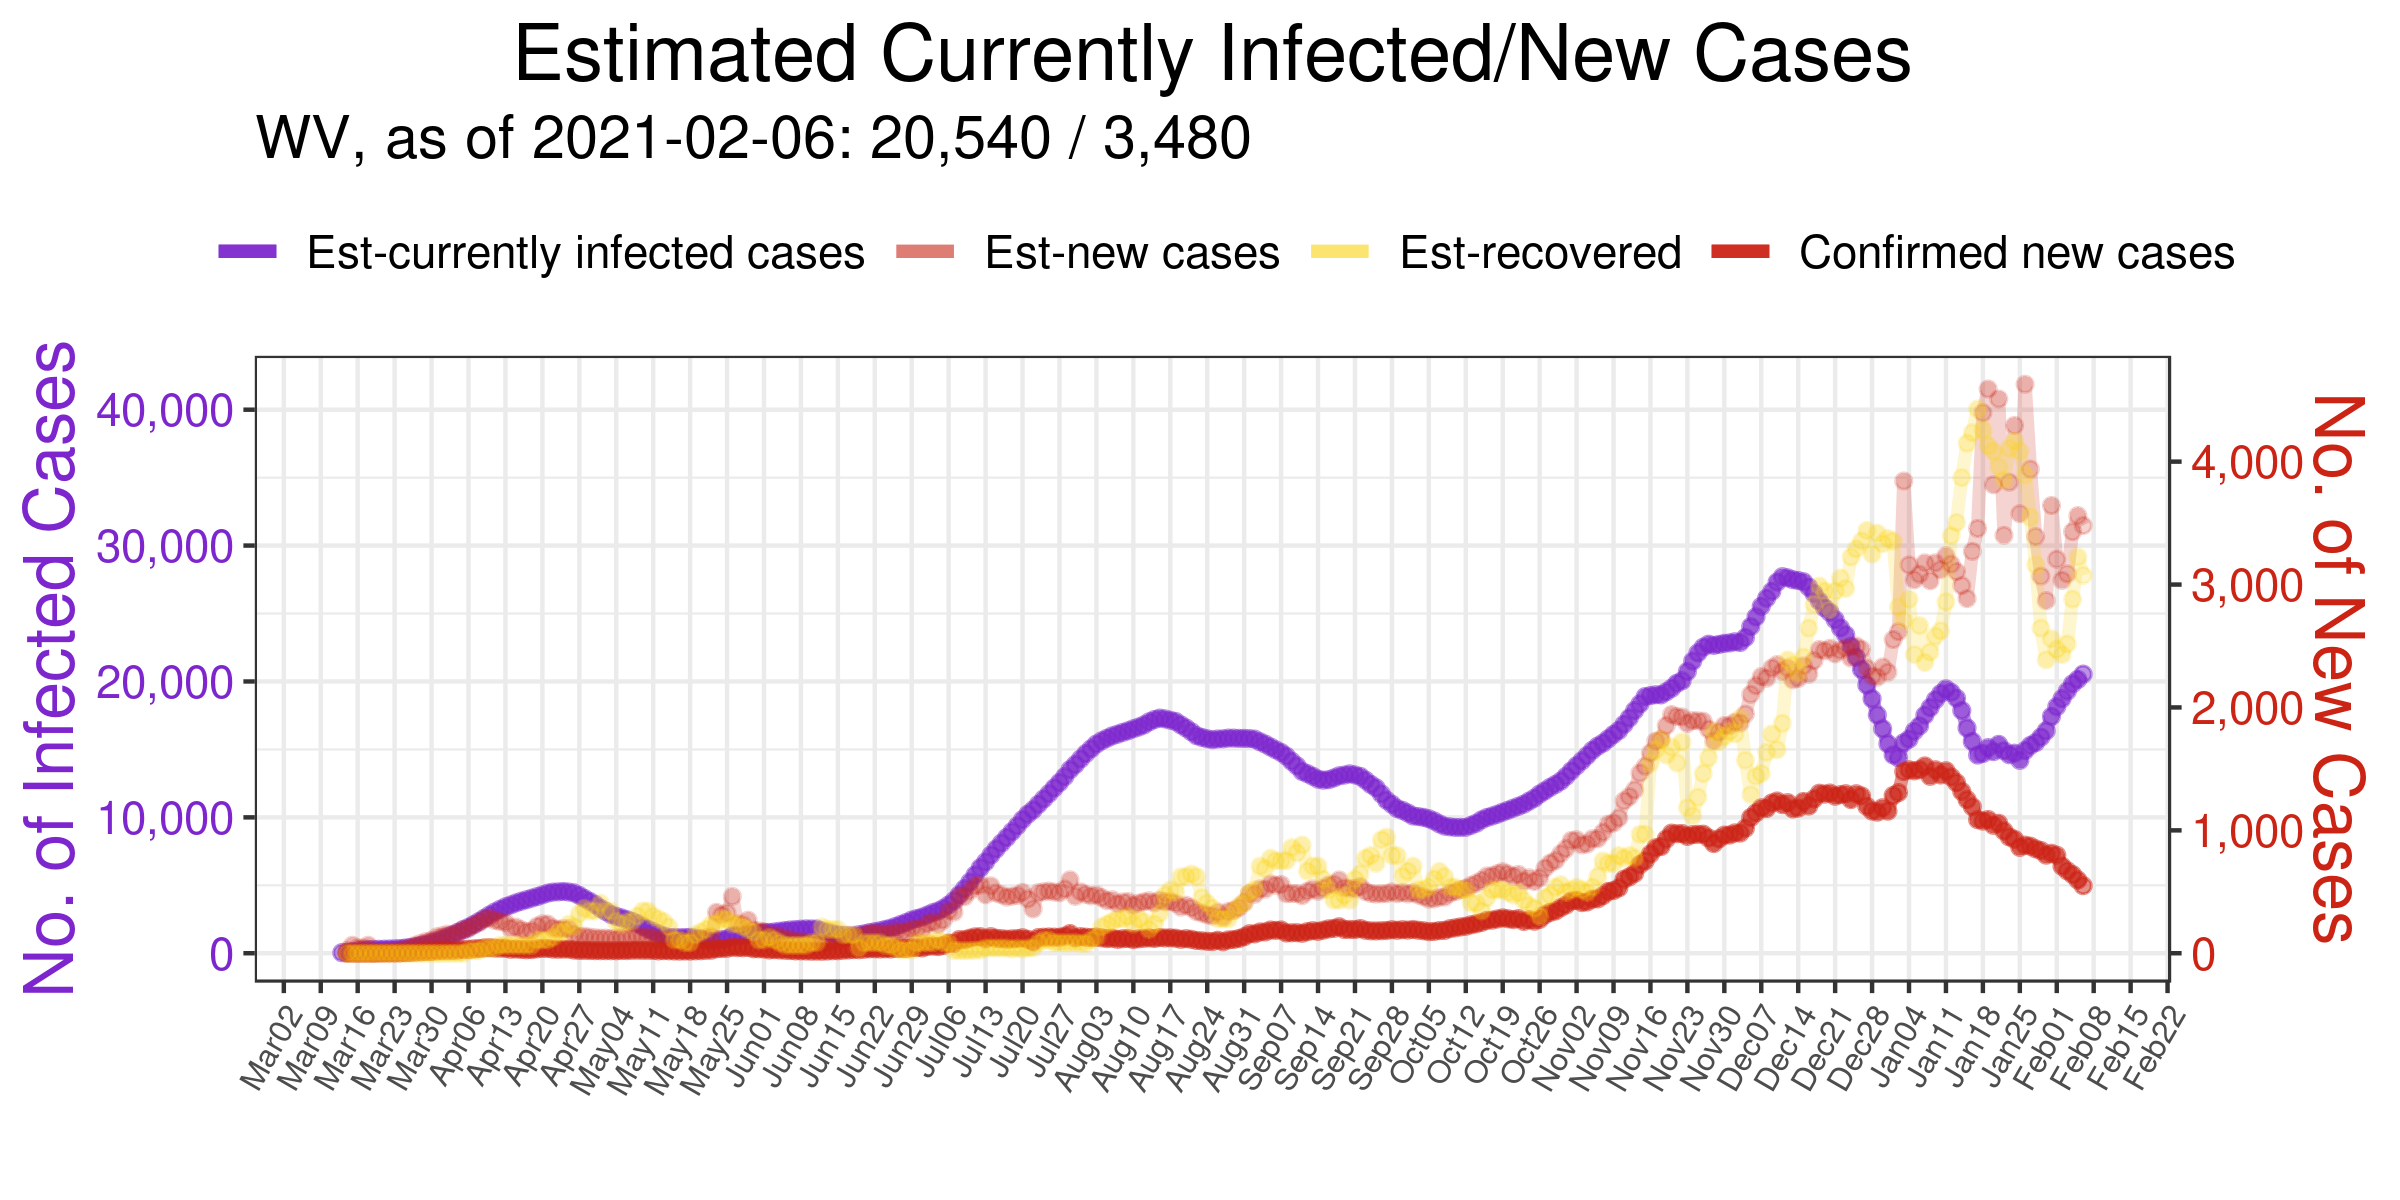 Estimated Currently Infected/New Cases
WV, as of 2021-02-06: 20,540 / 3,480
Est-currently infected cases
Est-new cases
Est-recovered
Confirmed new cases
No. of Infected Cases
40,000
30,000
20,000
10,000
0
No. of New Cases
4,000
3,000
2,000
1,000
0
Mar02
Mar09
Mar16
Mar23
Mar30
Apr06
Apr13
Apr20
Apr27
May04
May11
May18
May25
Jun01
Jun08
Jun15
Jun22
Jun29
Jul06
Jul13
Jul20
Jul27
Aug03
Aug10
Aug17
Aug24
Aug31
Sep07
Sep14
Sep21
Sep28
Oct05
Oct12
Oct19
Oct26
Nov02
Nov09
Nov16
Nov23
Nov30
Dec07
Dec14
Dec21
Dec28
Jan04
Jan11
Jan18
Jan25
Feb01
Feb08
Feb15
Feb22